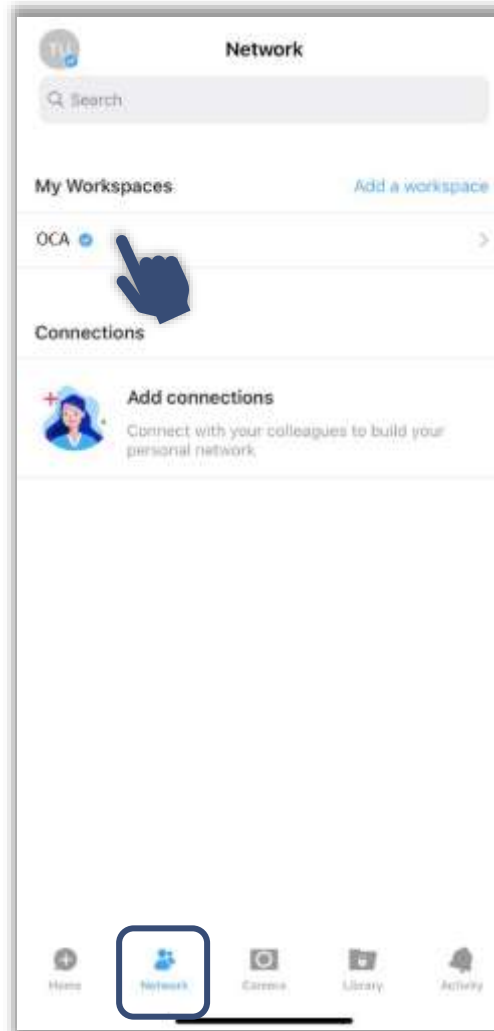 TU
Network
Search
My Workspaces Add a workspace
OCA
Connections
Add connections
Connect with your colleagues to build your
personal network
Home Network Camera Library Activity